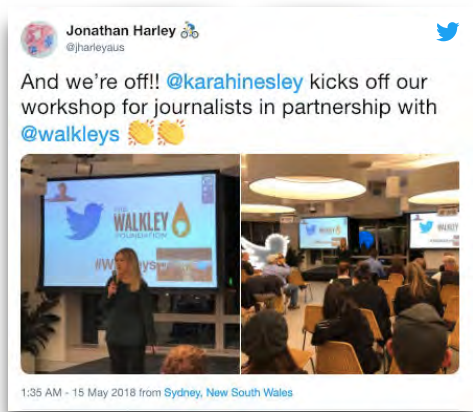 Jonathan Harley
@jharleyaus
And we're off!! @karahinesley kicks off our
workshop for journalists in partnership with
@walkleys
THE
WALKLEY
FOUNDATION
WALKLEY
1:35 AM - 15 May 2018 from Sydney, New South Wales